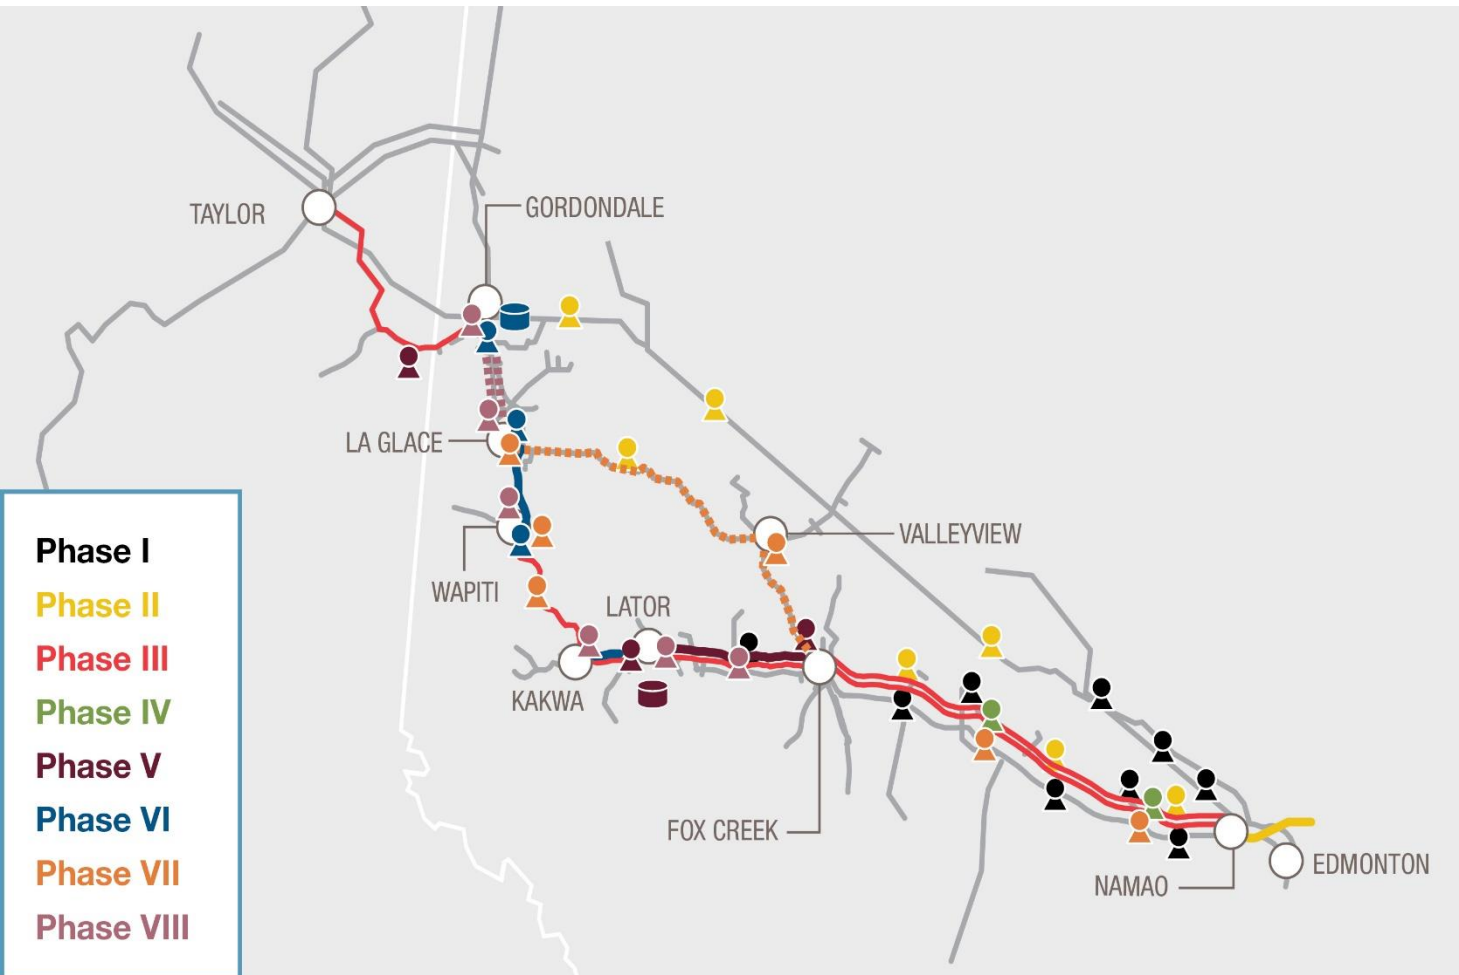 TAYLOR
GORDONDALE
LA GLACE
VALLEYVIEW
WAPITI
LATOR
KAKWA
FOX CREEK
NAMAO
EDMONTON
Phase I
Phase II
Phase III
Phase IV
Phase V
Phase VI
Phase VII
Phase VIII